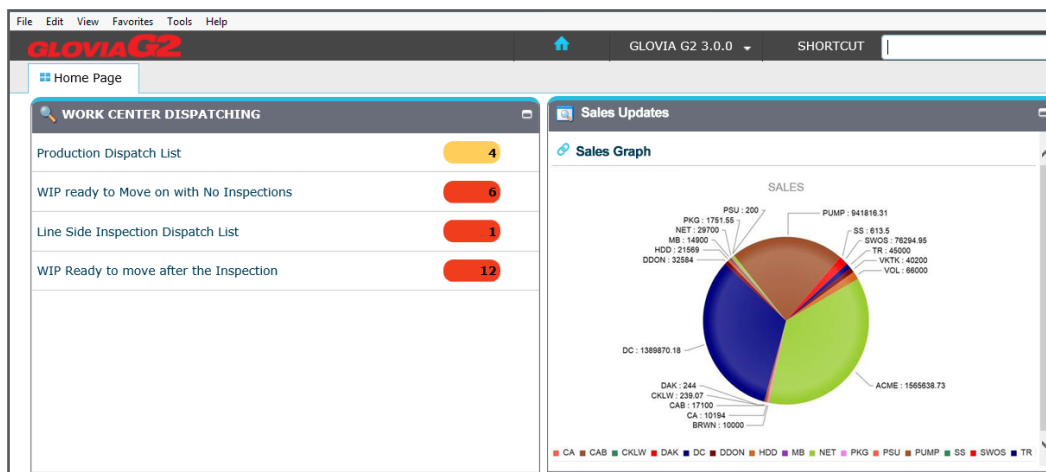 File Edit View Favorites Tools Help
GLOVIA G2
GLOVIA G2 3.0.0
SHORTCUT
Home Page
WORK CENTER DISPATCHING
Production Dispatch List 4
WIP ready to Move on with No Inspections 6
Line Side Inspection Dispatch List 1
WIP Ready to move after the Inspection 12
Sales Updates
Sales Graph
SALES
PSU : 200
PKG : 1751.55
NET : 29700
MB : 14900
HDD : 21569
DDON : 32584
PUMP : 941816.31
SS : 613.5
SWOS : 76294.95
TR : 45000
VKTK : 40200
VOL : 66000
DC : 1389870.18
ACME : 1565638.73
DAK : 244
CKLW : 239.07
CAB : 17100
CA : 10194
BRWN : 10000
CA CAB CKLW DAK DC DDON HDD MB NET PKG PSU PUMP SS SWOS TR